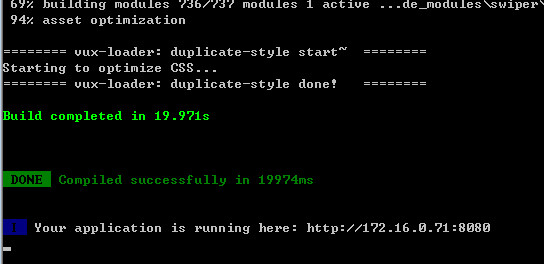 69% building modules 736/737 modules 1 active ...de_modules\swiper\
94% asset optimization
======== vux-loader: duplicate-style start~ ========
Starting to optimize CSS...
======== vux-loader: duplicate-style done! ========
Build completed in 19.971s
DONE Compiled successfully in 19974ms
I Your application is running here: http://172.16.0.71:8080